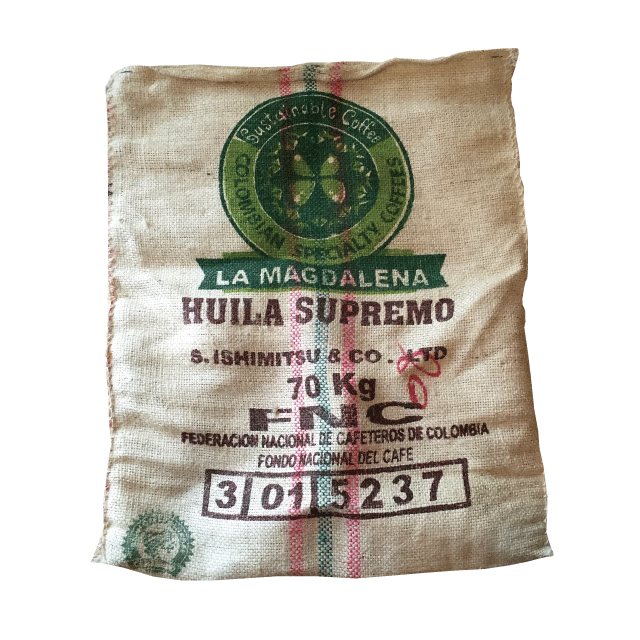 Sustainable Coffee
COLOMBIAN SPECIALTY COFFEES
LA MAGDALENA
HUILA SUPREMO
S. ISHIMITSU & CO. LTD
70 Kg
FNC
FEDERACION NACIONAL DE CAFETEROS DE COLOMBIA
FONDO NACIONAL DEL CAFE
3 01 5237